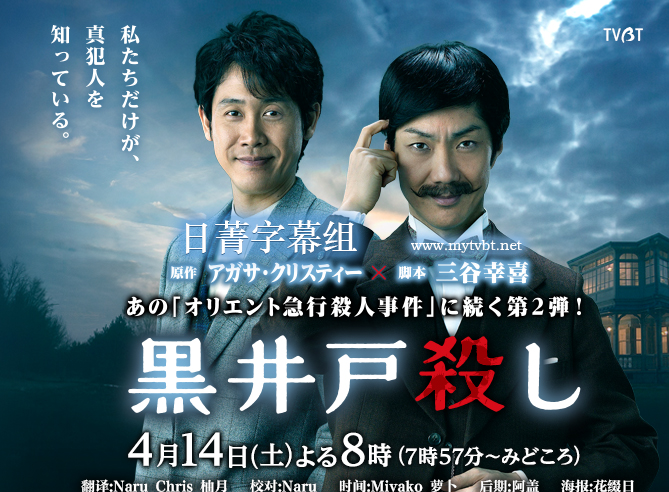 私たちだけが、
真犯人を
知っている。
TVBT
日菁字幕组
www.mytvbt.net
原作 アガサ・クリスティー × 脚本 三谷幸喜
あの「オリエント急行殺人事件」に続く第2弾!
黒井戸殺し
4月14日(土)よる8時(7時57分～みどころ)
翻译:Naru Chris 柚月 校对:Naru 时间:Miyako 萝卜 后期:阿盖 海报:花缀日